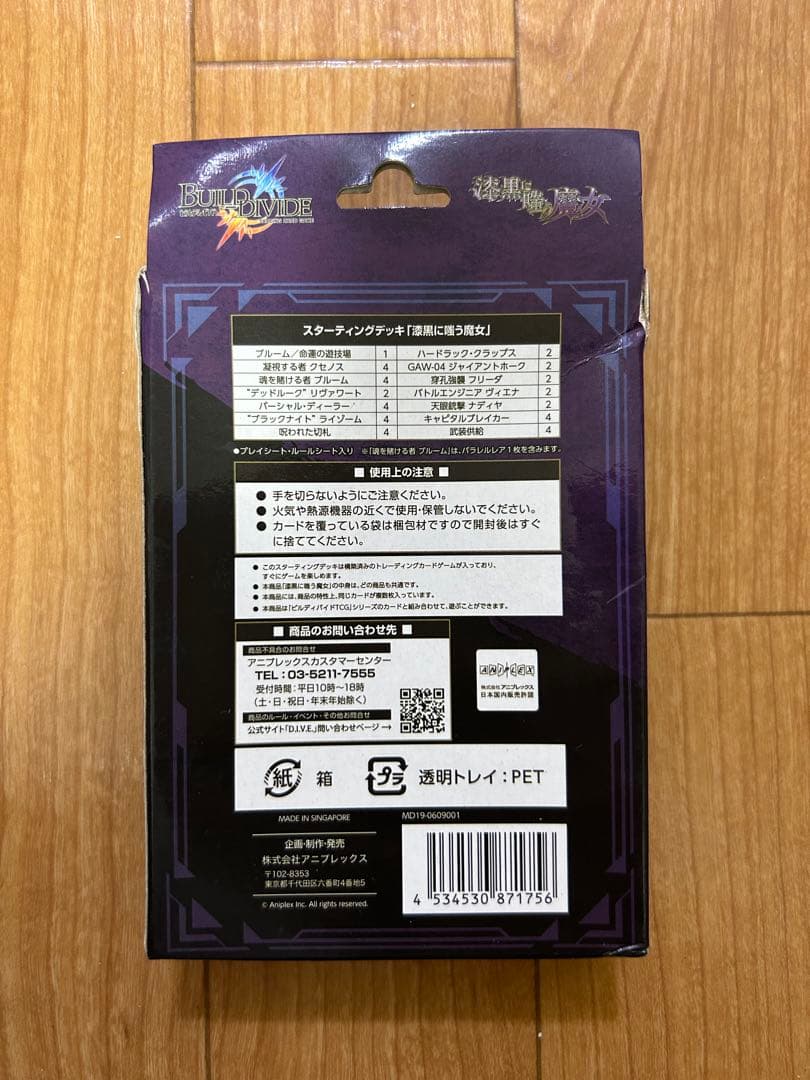 BUILD DIVIDE
TRADING CARD GAME
漆黒に嗤う魔女
スターティングデッキ「漆黒に嗤う魔女」
ブルーム／命運の遊技場 1 ハードラック・クラップス 2
凝視する者 クセノス 4 GAW-04 ジャイアントホーク 2
魂を賭ける者 ブルーム 4 穿孔強襲 フリーダ 2
“デッドルーク” リヴァワート 2 バトルエンジニア ヴィエナ 2
パーシャル・ディーラー 4 天眼銃撃 ナディヤ 2
“ブラックナイト” ライゾーム 4 キャピタルブレイカー 4
呪われた切札 4 武装供給 4
●プレイシート・ルールシート入り ※「魂を賭ける者 ブルーム」は、パラレルレア1枚を含みます。
■ 使用上の注意 ■
● 手を切らないようにご注意ください。
● 火気や熱源機器の近くで使用・保管しないでください。
● カードを覆っている袋は梱包材ですので開封後はすぐ
に捨ててください。
● このスターティングデッキは構築済みのトレーディングカードゲームが入っており、
すぐにゲームを楽しめます。
● 本商品「漆黒に嗤う魔女」の中身は、どの商品も共通です。
● 本商品には、商品の特性上、同じカードが複数枚入っています。
● 本商品は「ビルディバイドTCG」シリーズのカードと組み合わせて、遊ぶことができます。
■ 商品のお問い合わせ先 ■
商品不具合のお問合せ
アニプレックスカスタマーセンター
TEL：03-5211-7555
受付時間：平日10時〜18時
（土・日・祝日・年末年始除く）
商品のルール・イベント・その他お問合せ
公式サイト「D.I.V.E.」問い合わせページ→
ANIPLEX
株式会社アニプレックス
日本国内販売許諾
紙 箱 プラ 透明トレイ：PET
MADE IN SINGAPORE
MD19-0609001
企画・制作・発売
株式会社アニプレックス
〒102-8353
東京都千代田区六番町4番地5
© Aniplex Inc. All rights reserved.
4 534530 871756